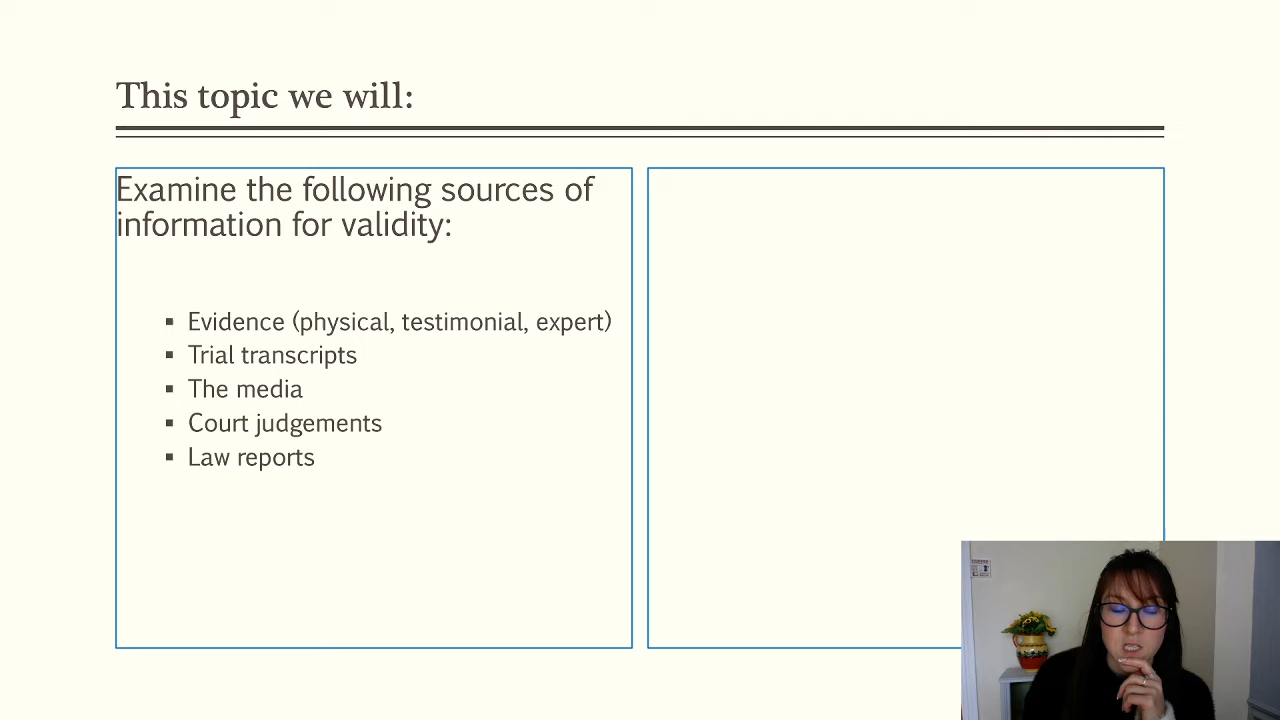 This topic we will:
Examine the following sources of
information for validity:
▪ Evidence (physical, testimonial, expert)
▪ Trial transcripts
▪ The media
▪ Court judgements
▪ Law reports